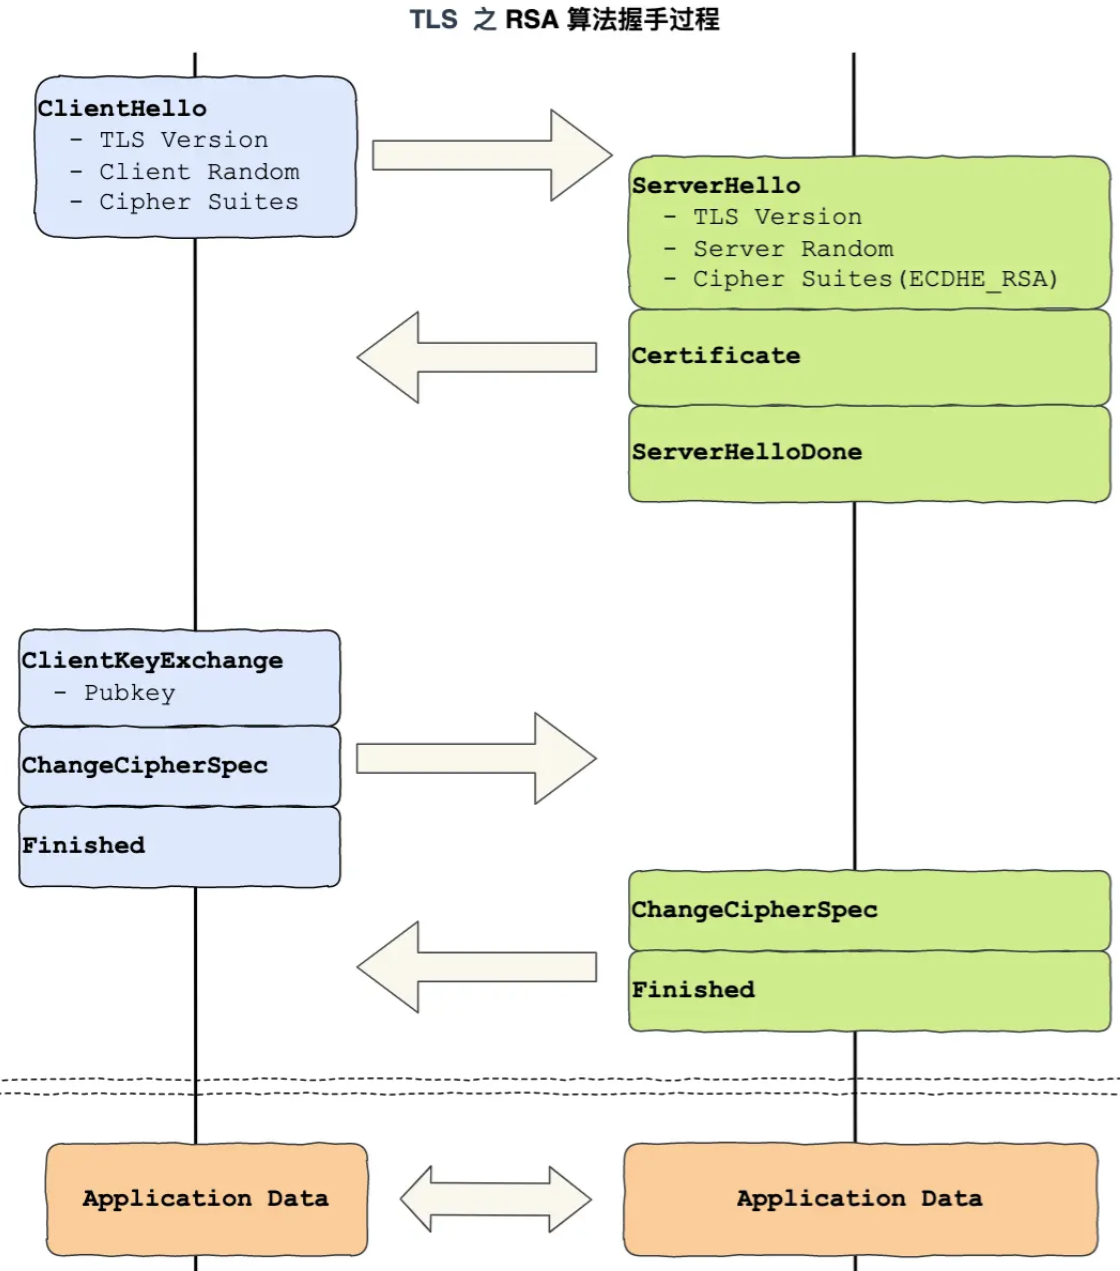 TLS 之 RSA 算法握手过程
ClientHello
- TLS Version
- Client Random
- Cipher Suites
ServerHello
- TLS Version
- Server Random
- Cipher Suites(ECDHE_RSA)
Certificate
ServerHelloDone
ClientKeyExchange
- Pubkey
ChangeCipherSpec
Finished
ChangeCipherSpec
Finished
Application Data
Application Data